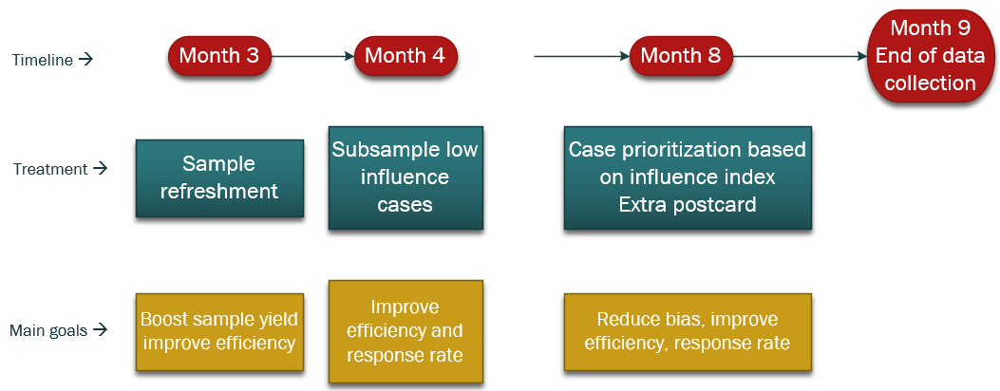 Timeline →
Month 3
Month 4
Month 8
Month 9
End of data
collection
Treatment →
Sample
refreshment
Subsample low
influence
cases
Case prioritization based
on influence index
Extra postcard
Main goals →
Boost sample yield
improve efficiency
Improve
efficiency and
response rate
Reduce bias, improve
efficiency, response rate